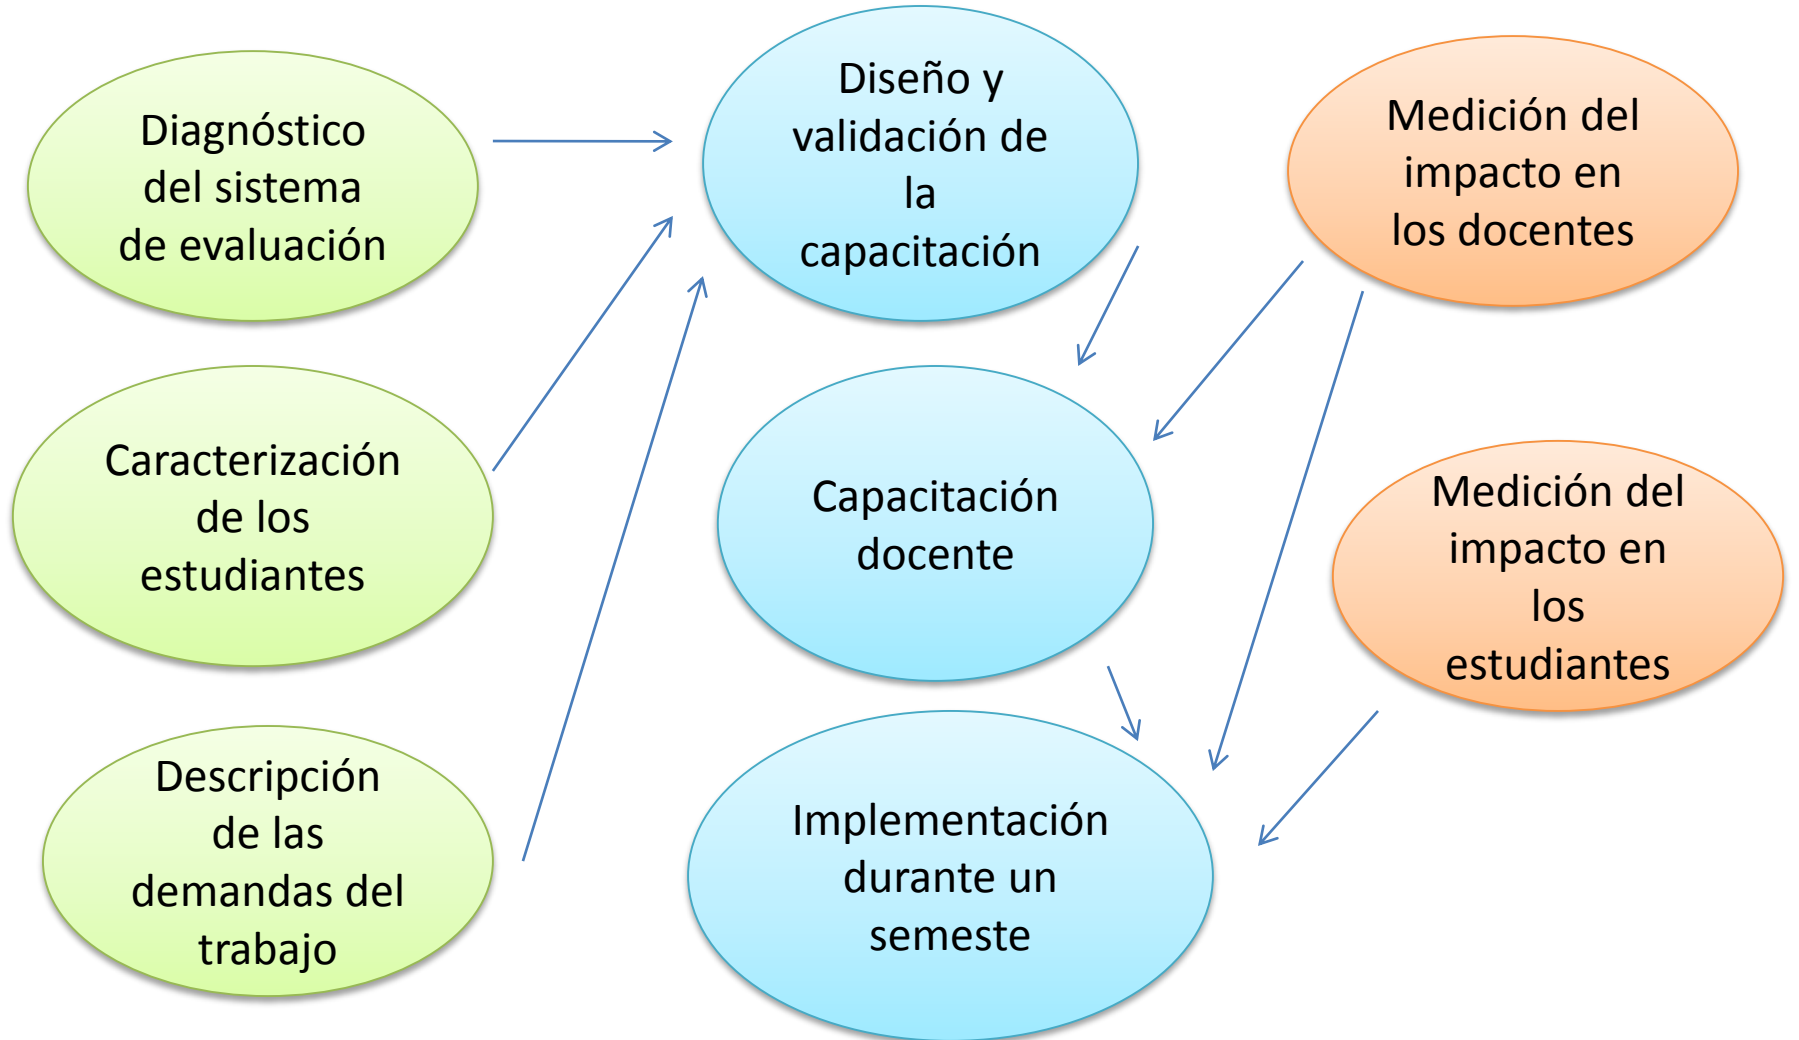 Diagnóstico
del sistema
de evaluación
Caracterización
de los
estudiantes
Descripción
de las
demandas del
trabajo
Diseño y
validación de
la
capacitación
Capacitación
docente
Implementación
durante un
semeste
Medición del
impacto en
los docentes
Medición del
impacto en
los
estudiantes